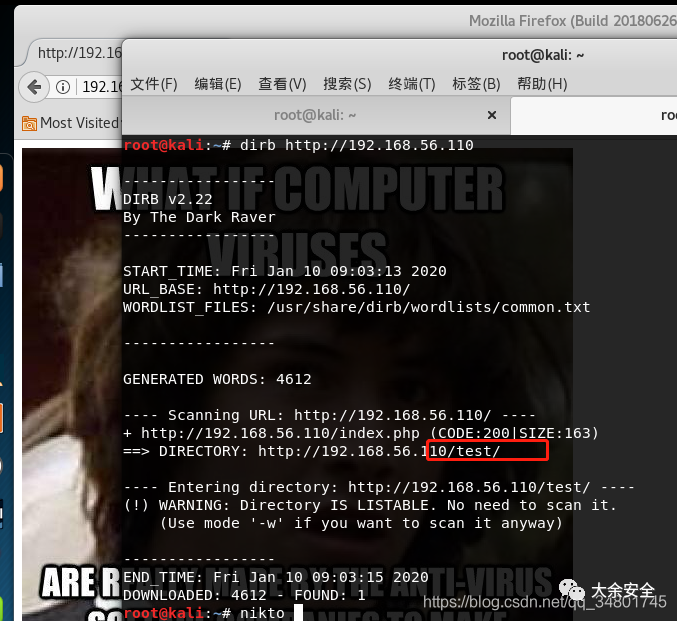 Mozilla Firefox (Build 20180626
http://192.16
root@kali: ~
192.1
文件(F) 编辑(E) 查看(V) 搜索(S) 终端(T) 标签(B) 帮助(H)
Most Visited
root@kali: ~ ×
ro
root@kali:~# dirb http://192.168.56.110
-----------------
DIRB v2.22
By The Dark Raver
-----------------
START_TIME: Fri Jan 10 09:03:13 2020
URL_BASE: http://192.168.56.110/
WORDLIST_FILES: /usr/share/dirb/wordlists/common.txt
-----------------
GENERATED WORDS: 4612
---- Scanning URL: http://192.168.56.110/ ----
+ http://192.168.56.110/index.php (CODE:200|SIZE:163)
==> DIRECTORY: http://192.168.56.110/test/
---- Entering directory: http://192.168.56.110/test/ ----
(!) WARNING: Directory IS LISTABLE. No need to scan it.
(Use mode '-w' if you want to scan it anyway)
-----------------
END_TIME: Fri Jan 10 09:03:15 2020
DOWNLOADED: 4612 - FOUND: 1
root@kali:~# nikto
WHAT IF COMPUTER
VIRUSES
ARE REALLY MADE BY THE ANTI-VIRUS
大余安全
https://blog.csdn.net/qq_34801745